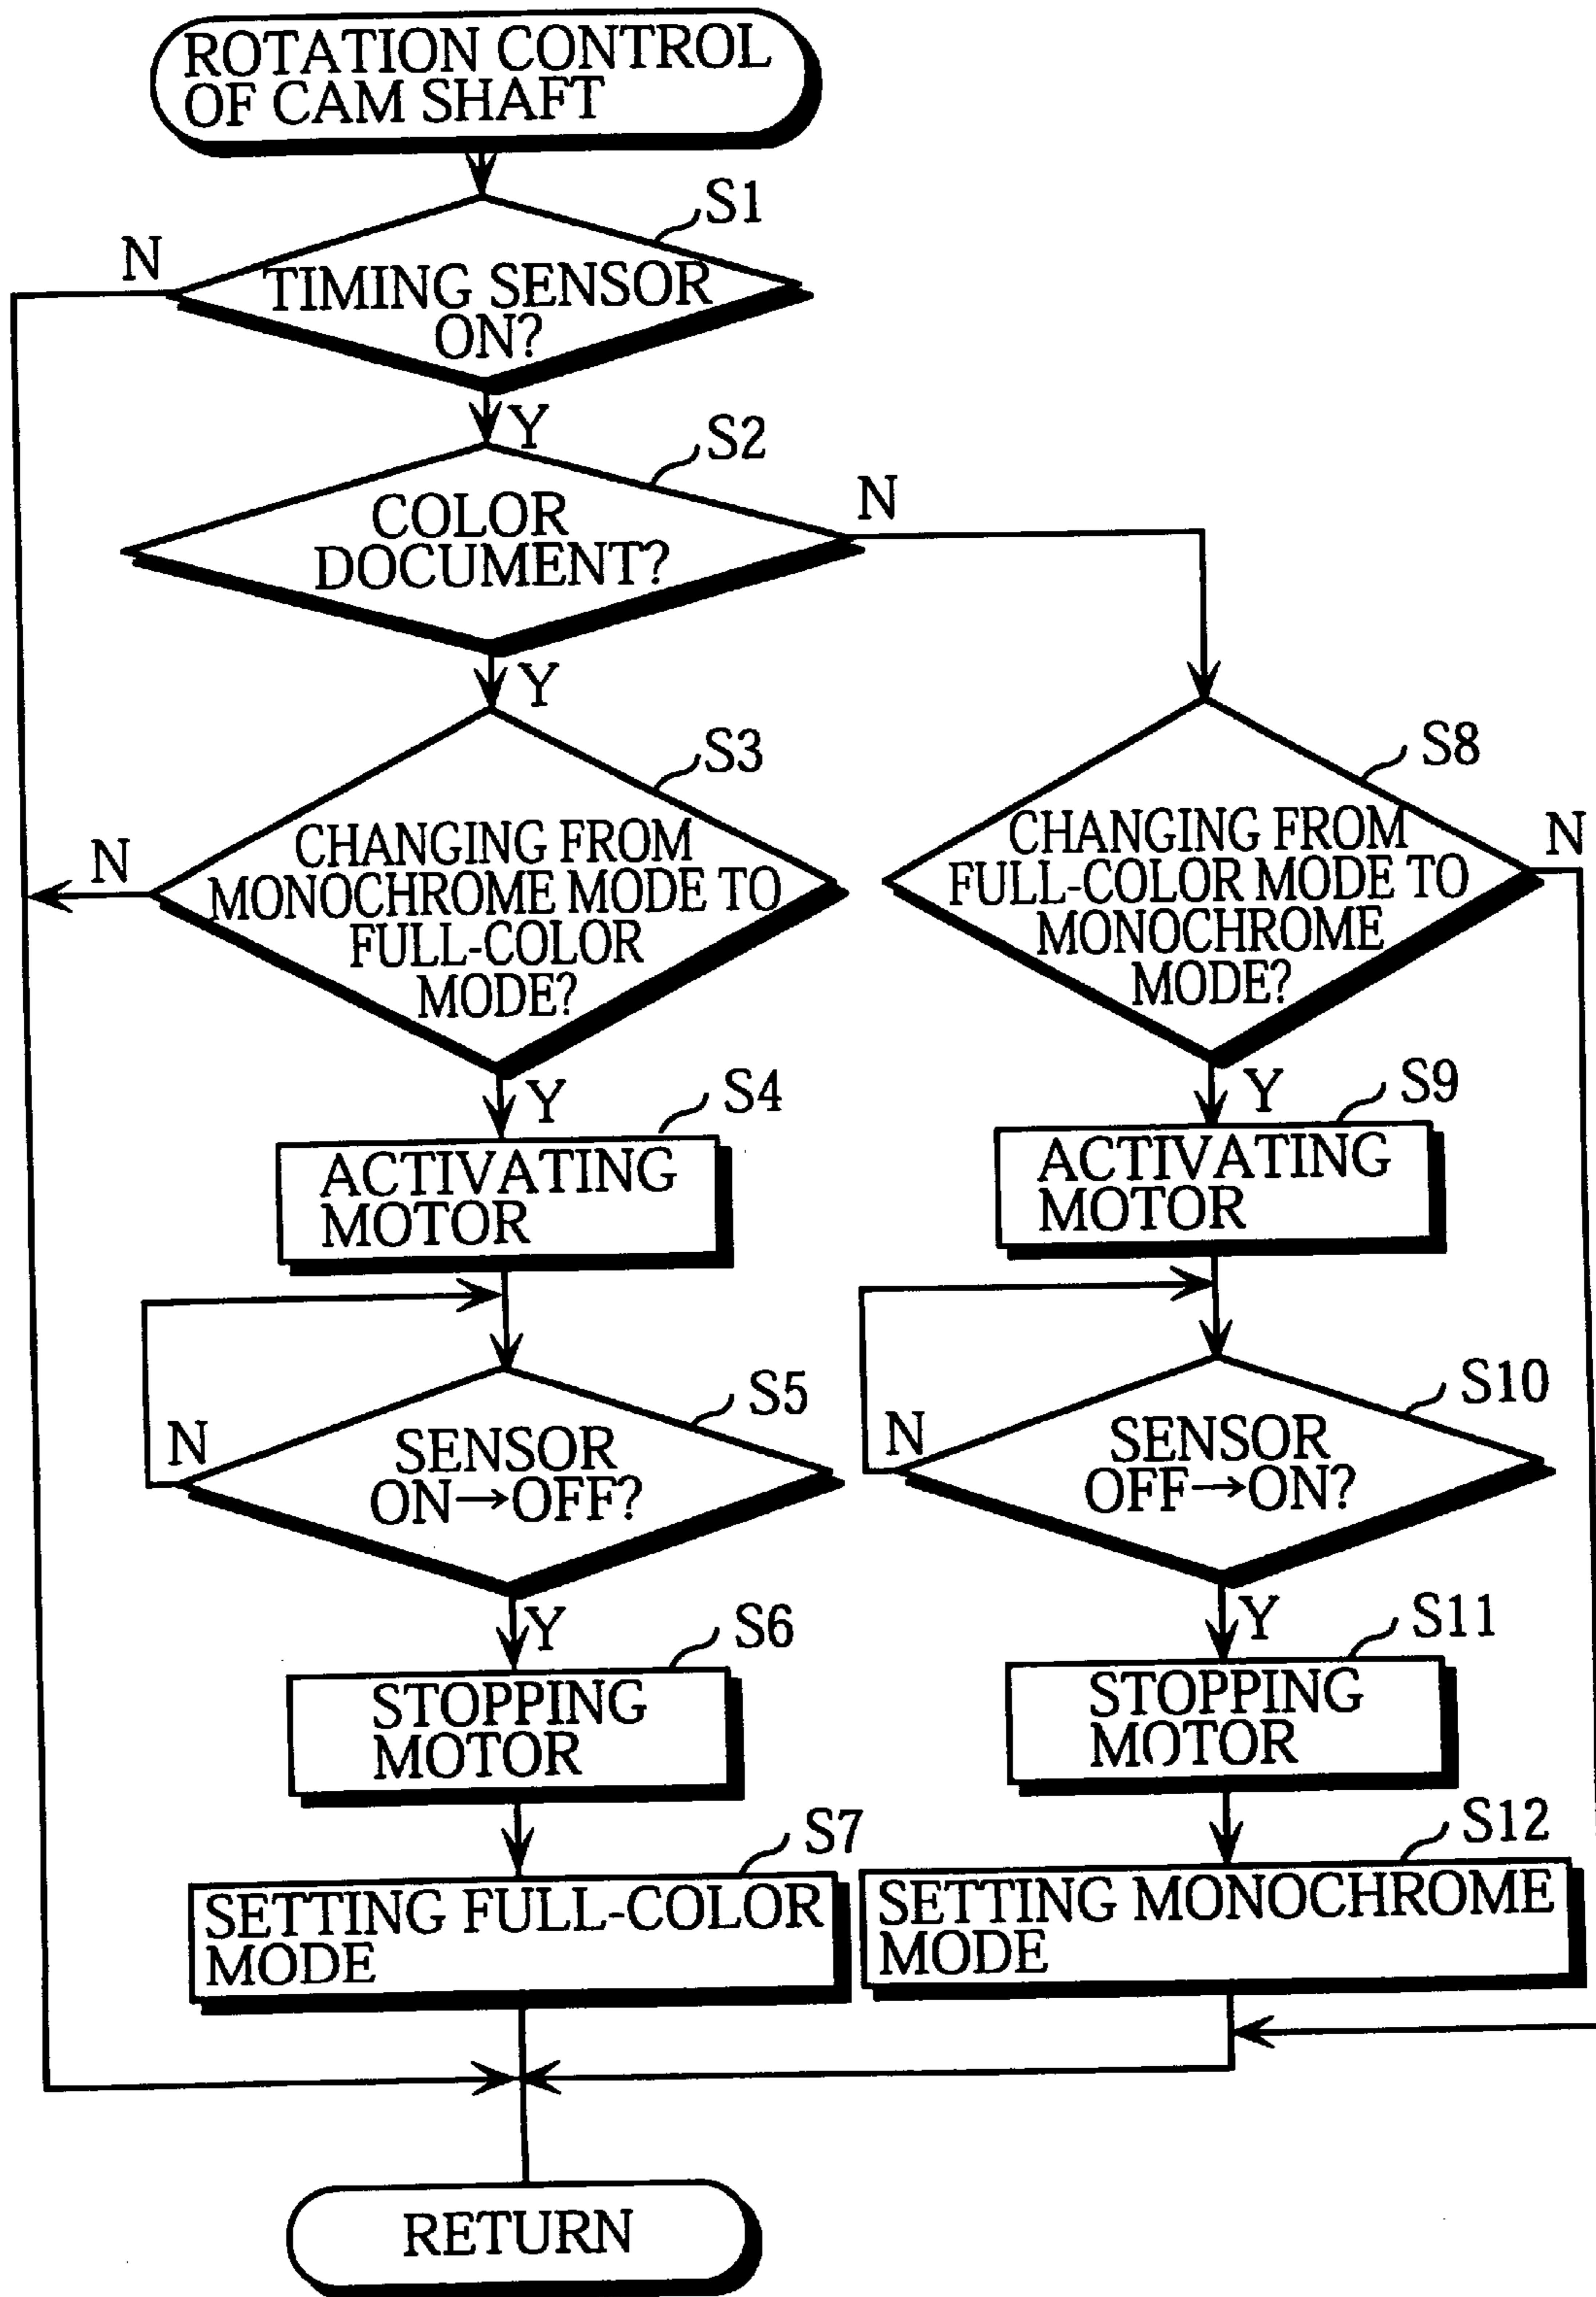 ROTATION CONTROL
OF CAM SHAFT
S1
N
TIMING SENSOR
ON?
Y
S2
N
COLOR
DOCUMENT?
Y
S3
N
CHANGING FROM
MONOCHROME MODE TO
FULL-COLOR
MODE?
Y
S4
ACTIVATING
MOTOR
S5
N
SENSOR
ON→OFF?
Y
S6
STOPPING
MOTOR
S7
SETTING FULL-COLOR
MODE
S8
N
CHANGING FROM
FULL-COLOR MODE TO
MONOCHROME
MODE?
Y
S9
ACTIVATING
MOTOR
S10
N
SENSOR
OFF→ON?
Y
S11
STOPPING
MOTOR
S12
SETTING MONOCHROME
MODE
RETURN